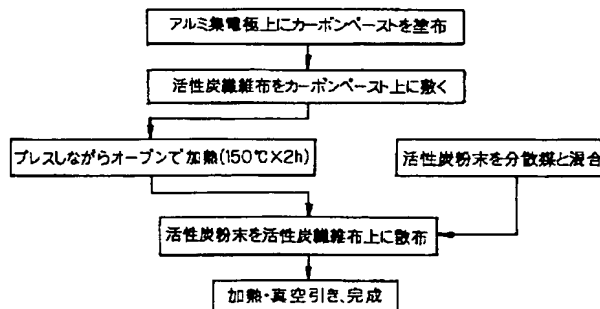 アルミ集電極上にカーボンペーストを塗布
活性炭繊維布をカーボンペースト上に敷く
プレスしながらオーブンで加熱(150℃×2h)
活性炭粉末を分散媒と混合
活性炭粉末を活性炭繊維布上に散布
加熱・真空引き、完成